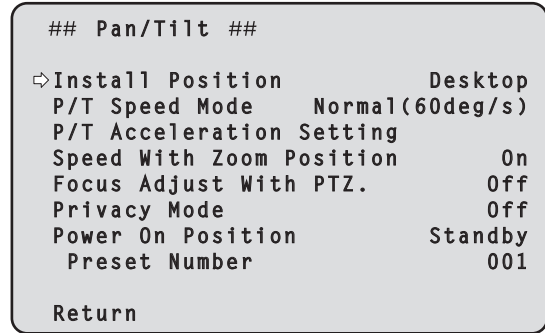 ## Pan/Tilt ##
⇨Install Position Desktop
P/T Speed Mode Normal(60deg/s)
P/T Acceleration Setting
Speed With Zoom Position On
Focus Adjust With PTZ. Off
Privacy Mode Off
Power On Position Standby
Preset Number 001
Return